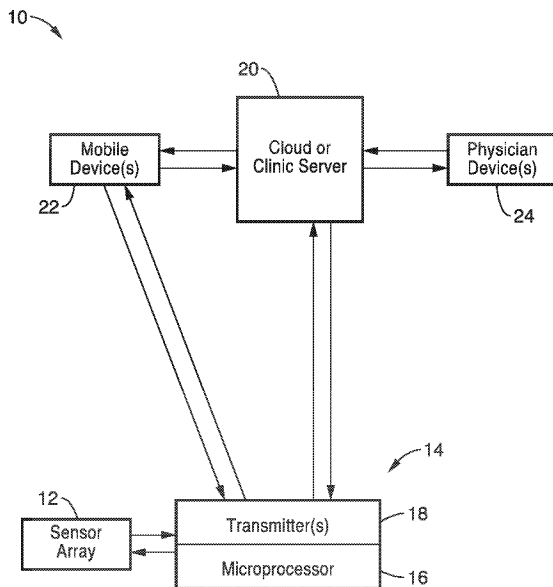 10
20
Mobile
Device(s)
22
Cloud or
Clinic Server
Physician
Device(s)
24
14
12
Sensor
Array
Transmitter(s)
18
Microprocessor
16